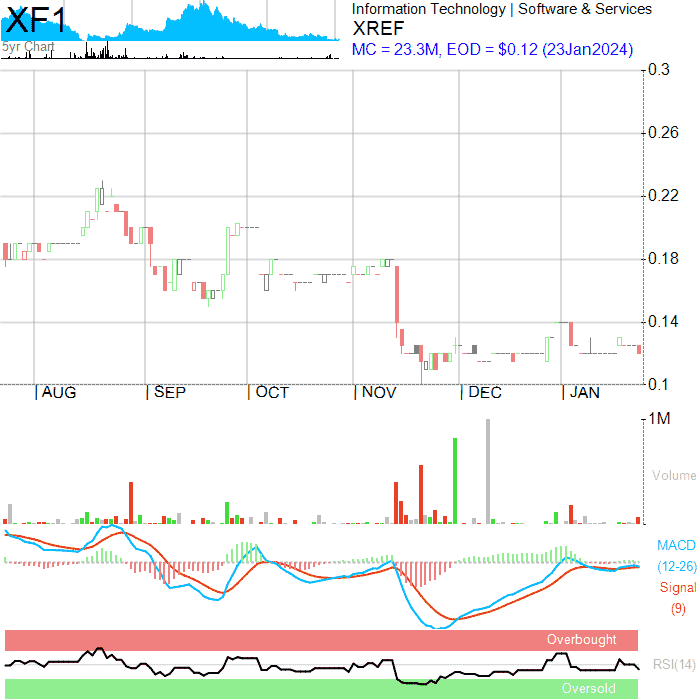 XF1
5yr Chart
Information Technology | Software & Services
XREF
MC = 23.3M, EOD = $0.12 (23Jan2024)
0.3
0.26
0.22
0.18
0.14
0.1
|AUG |SEP |OCT |NOV |DEC |JAN
1M
Volume
MACD
(12-26)
Signal
(9)
Overbought
RSI(14)
Oversold